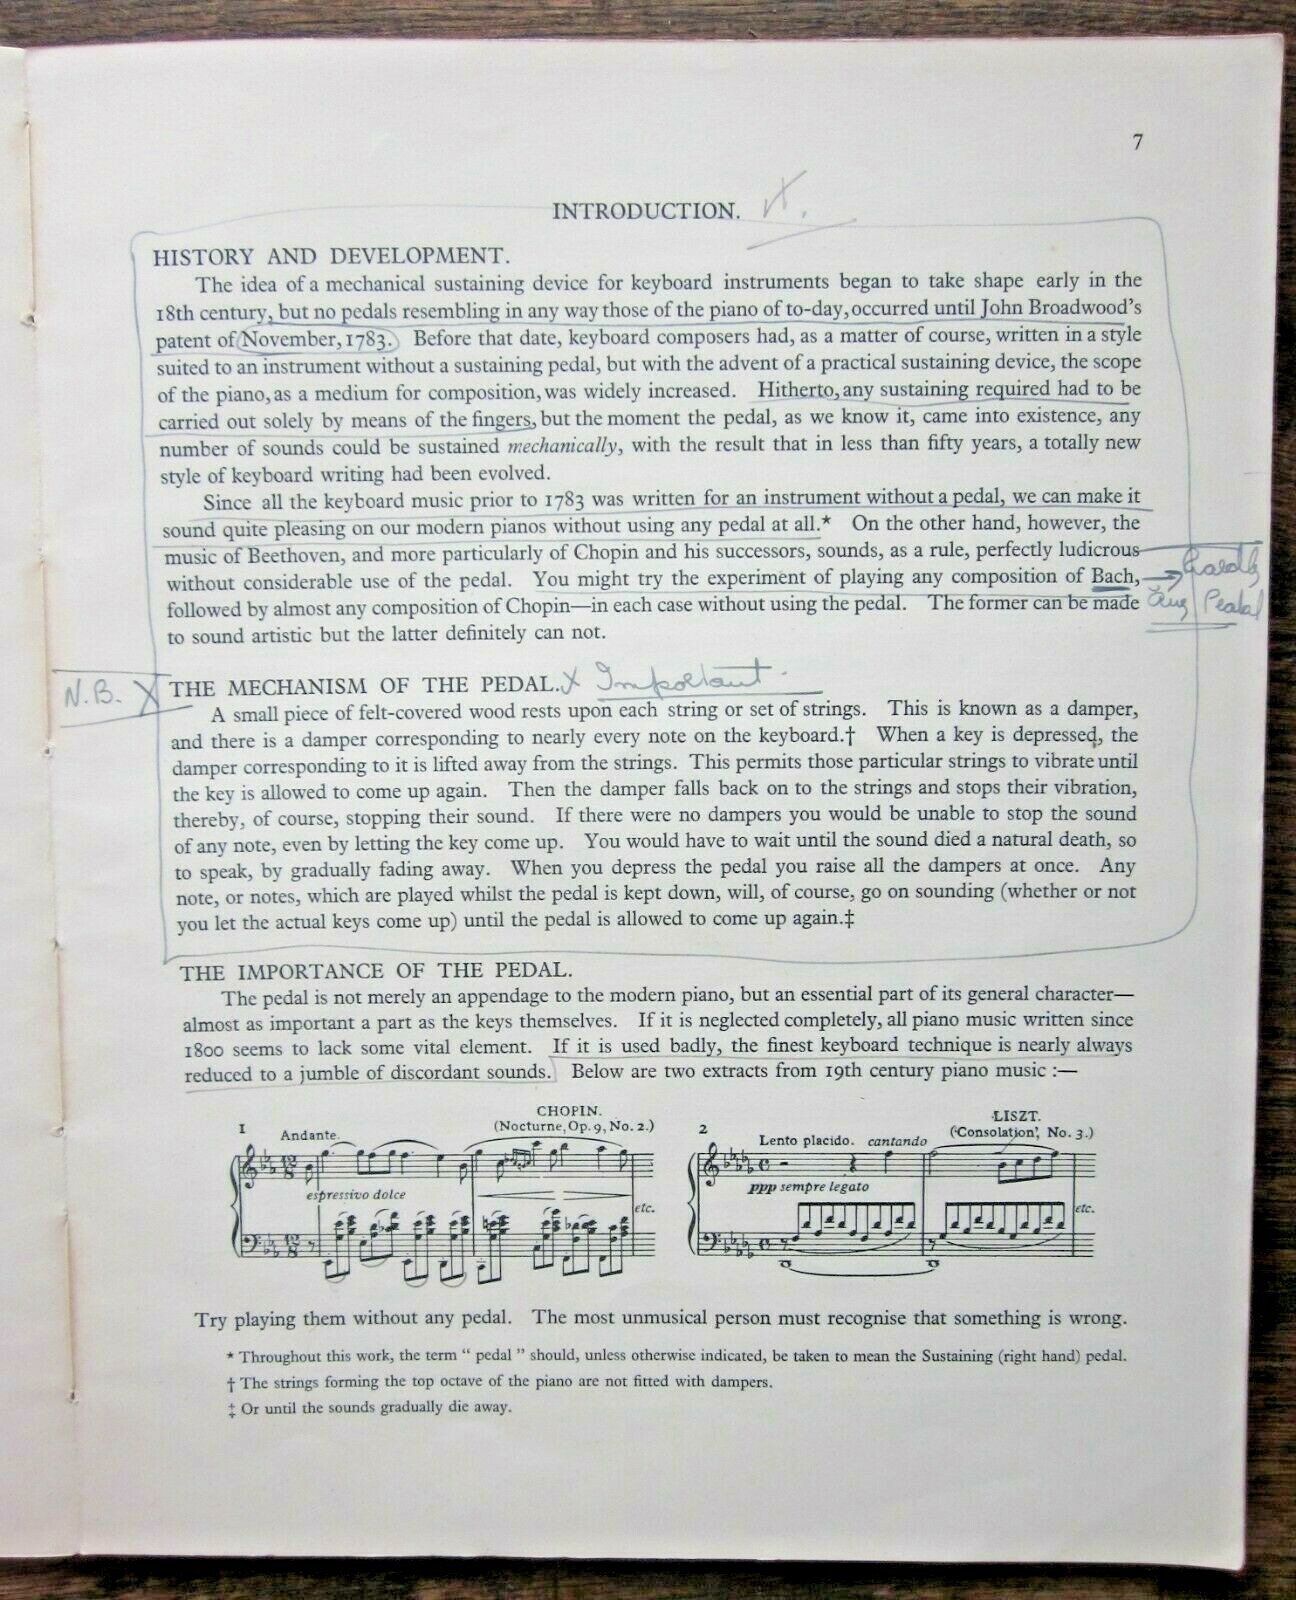 7
INTRODUCTION. X.
HISTORY AND DEVELOPMENT.
The idea of a mechanical sustaining device for keyboard instruments began to take shape early in the
18th century, but no pedals resembling in any way those of the piano of to-day, occurred until John Broadwood's
patent of November, 1783. Before that date, keyboard composers had, as a matter of course, written in a style
suited to an instrument without a sustaining pedal, but with the advent of a practical sustaining device, the scope
of the piano, as a medium for composition, was widely increased. Hitherto, any sustaining required had to be
carried out solely by means of the fingers, but the moment the pedal, as we know it, came into existence, any
number of sounds could be sustained mechanically, with the result that in less than fifty years, a totally new
style of keyboard writing had been evolved.
Since all the keyboard music prior to 1783 was written for an instrument without a pedal, we can make it
sound quite pleasing on our modern pianos without using any pedal at all.* On the other hand, however, the
music of Beethoven, and more particularly of Chopin and his successors, sounds, as a rule, perfectly ludicrous
without considerable use of the pedal. You might try the experiment of playing any composition of Bach,
followed by almost any composition of Chopin—in each case without using the pedal. The former can be made
to sound artistic but the latter definitely can not.
Hardly
any Pedal
N.B. X THE MECHANISM OF THE PEDAL. X Important.
A small piece of felt-covered wood rests upon each string or set of strings. This is known as a damper,
and there is a damper corresponding to nearly every note on the keyboard.† When a key is depressed, the
damper corresponding to it is lifted away from the strings. This permits those particular strings to vibrate until
the key is allowed to come up again. Then the damper falls back on to the strings and stops their vibration,
thereby, of course, stopping their sound. If there were no dampers you would be unable to stop the sound
of any note, even by letting the key come up. You would have to wait until the sound died a natural death, so
to speak, by gradually fading away. When you depress the pedal you raise all the dampers at once. Any
note, or notes, which are played whilst the pedal is kept down, will, of course, go on sounding (whether or not
you let the actual keys come up) until the pedal is allowed to come up again.‡
THE IMPORTANCE OF THE PEDAL.
The pedal is not merely an appendage to the modern piano, but an essential part of its general character—
almost as important a part as the keys themselves. If it is neglected completely, all piano music written since
1800 seems to lack some vital element. If it is used badly, the finest keyboard technique is nearly always
reduced to a jumble of discordant sounds. Below are two extracts from 19th century piano music :—
1
CHOPIN.
(Nocturne, Op. 9, No. 2.)
Andante.
12 8
espressivo dolce
12 8
etc.
2
LISZT.
('Consolation', No. 3.)
Lento placido. cantando
ppp sempre legato
etc.
Try playing them without any pedal. The most unmusical person must recognise that something is wrong.
* Throughout this work, the term “ pedal ” should, unless otherwise indicated, be taken to mean the Sustaining (right hand) pedal.
† The strings forming the top octave of the piano are not fitted with dampers.
‡ Or until the sounds gradually die away.